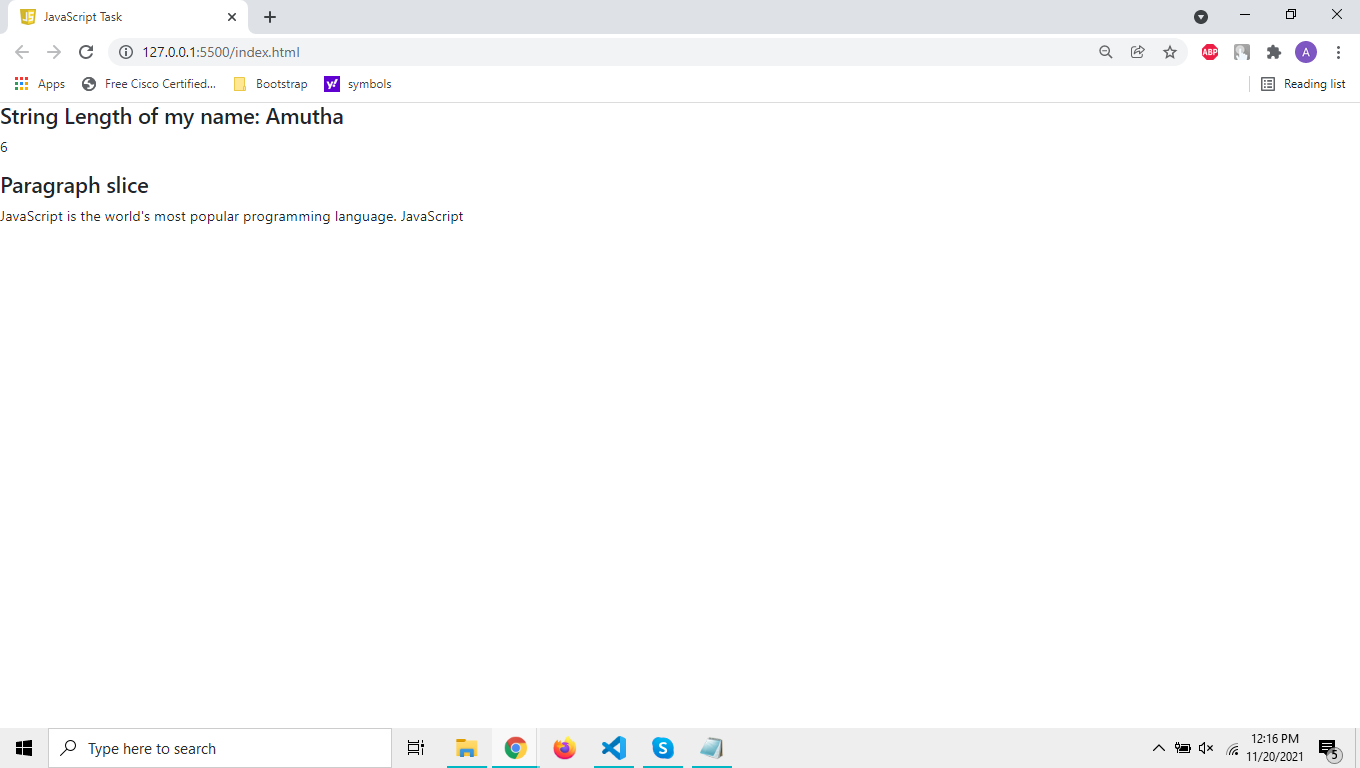 JavaScript Task
127.0.0.1:5500/index.html
ABP
A
Apps
Free Cisco Certified...
Bootstrap
y!
symbols
Reading list
String Length of my name: Amutha
6
Paragraph slice
JavaScript is the world's most popular programming language. JavaScript
Type here to search
S
12:16 PM
11/20/2021
5